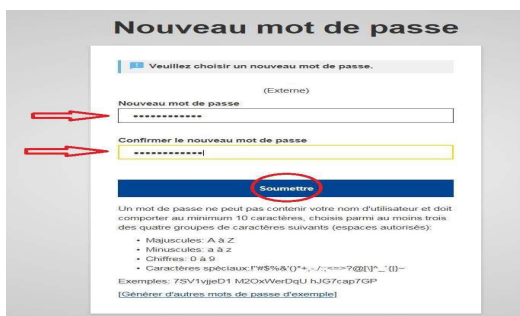 Nouveau mot de passe
Veuillez choisir un nouveau mot de passe.
(Externe)
Nouveau mot de passe
••••••••••••
Confirmer le nouveau mot de passe
••••••••••••
Soumettre
Un mot de passe ne peut pas contenir votre nom d'utilisateur et doit
comporter au minimum 10 caractères, choisis parmi au moins trois
des quatre groupes de caractères suivants (espaces autorisés):
• Majuscules: A à Z
• Minuscules: a à z
• Chiffres: 0 à 9
• Caractères spéciaux:!"#$%&'()*+,-./:;<=>?@[\]^_`{|}~
Exemples: 7SV1vjjeD1 M2OxWerDqU hJG7cap7GP
[Générer d'autres mots de passe d'exemple]